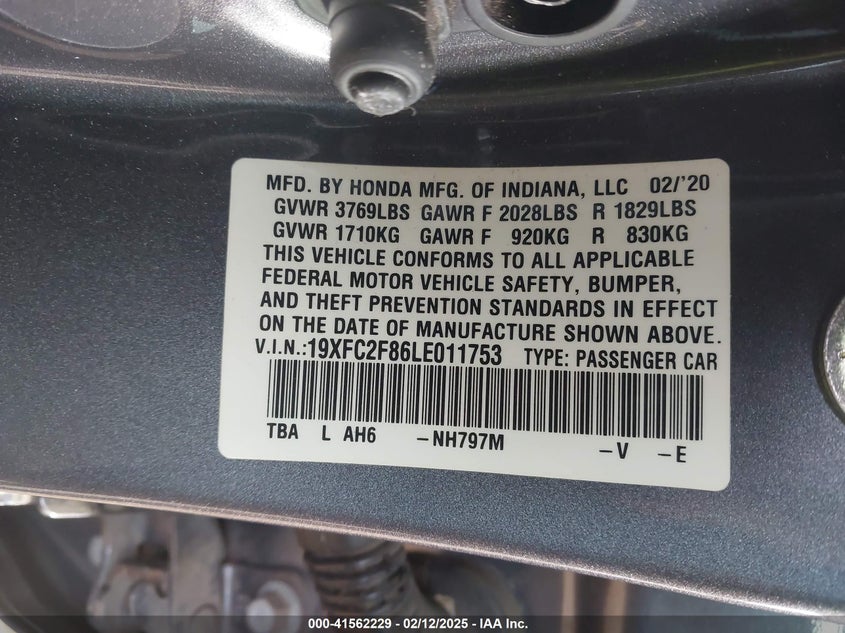 MFD. BY HONDA MFG. OF INDIANA, LLC 02/'20
GVWR 3769LBS GAWR F 2028LBS R 1829LBS
GVWR 1710KG GAWR F 920KG R 830KG
THIS VEHICLE CONFORMS TO ALL APPLICABLE
FEDERAL MOTOR VEHICLE SAFETY, BUMPER,
AND THEFT PREVENTION STANDARDS IN EFFECT
ON THE DATE OF MANUFACTURE SHOWN ABOVE.
V.I.N.:19XFC2F86LE011753 TYPE: PASSENGER CAR
TBA L AH6 -NH797M -V -E
000-41562229 - 02/12/2025 - IAA Inc.